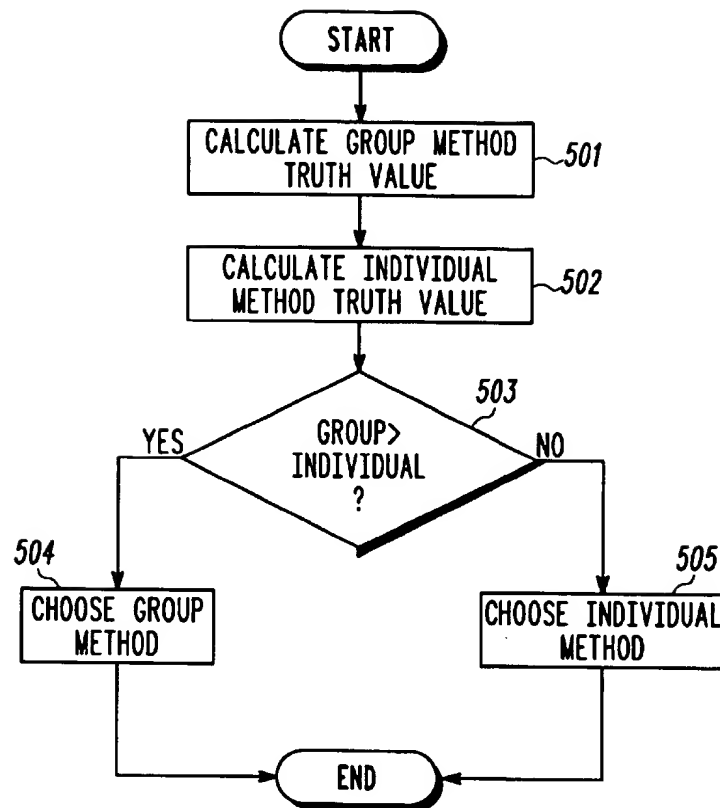 START
CALCULATE GROUP METHOD
TRUTH VALUE
501
CALCULATE INDIVIDUAL
METHOD TRUTH VALUE
502
503
YES
GROUP>
INDIVIDUAL
?
NO
504
CHOOSE GROUP
METHOD
505
CHOOSE INDIVIDUAL
METHOD
END